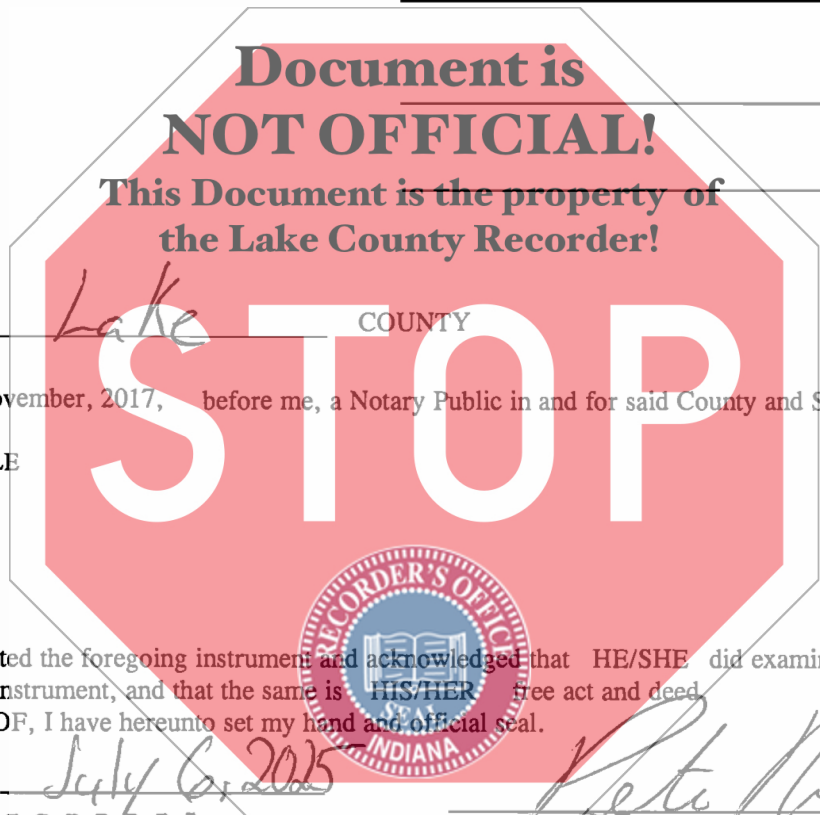 Document is
NOT OFFICIAL!
This Document is the property of
the Lake County Recorder!
Lake COUNTY
STOP
vember, 2017, before me, a Notary Public in and for said County and S
LE
RECORDER'S OFFICE
ted the foregoing instrument and acknowledged that HE/SHE did examin
nstrument, and that the same is HIS/HER free act and deed.
SEAL
OF, I have hereunto set my hand and official seal.
INDIANA
July 6, 2025
Pete